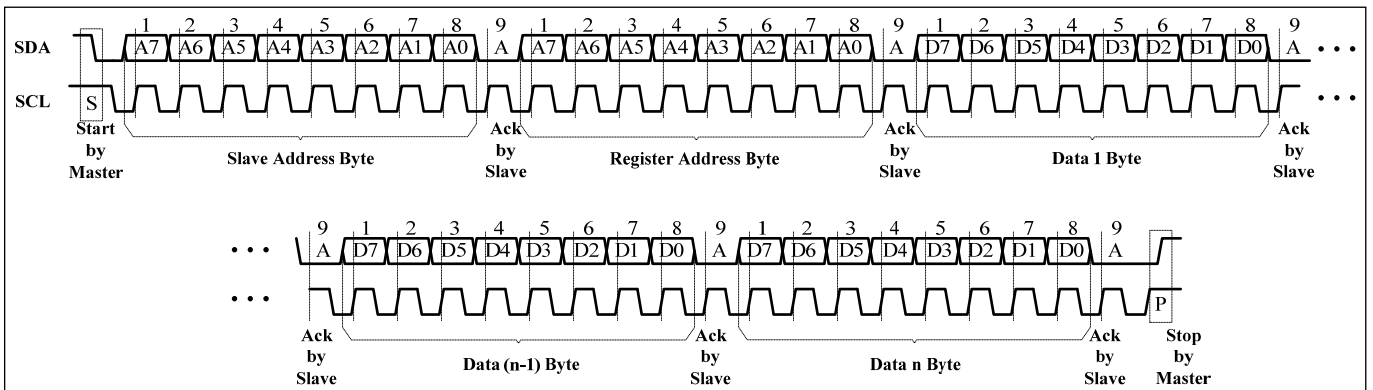 1 2 3 4 5 6 7 8 9 1 2 3 4 5 6 7 8 9 1 2 3 4 5 6 7 8 9
SDA A7 A6 A5 A4 A3 A2 A1 A0 A A7 A6 A5 A4 A3 A2 A1 A0 A D7 D6 D5 D4 D3 D2 D1 D0 A • • •
SCL S • • •
Start by Master
Slave Address Byte
Ack by Slave
Register Address Byte
Ack by Slave
Data 1 Byte
Ack by Slave
9 1 2 3 4 5 6 7 8 9 1 2 3 4 5 6 7 8 9
• • • A D7 D6 D5 D4 D3 D2 D1 D0 A D7 D6 D5 D4 D3 D2 D1 D0 A
• • • P
Ack by Slave
Data (n-1) Byte
Ack by Slave
Data n Byte
Ack by Slave
Stop by Master